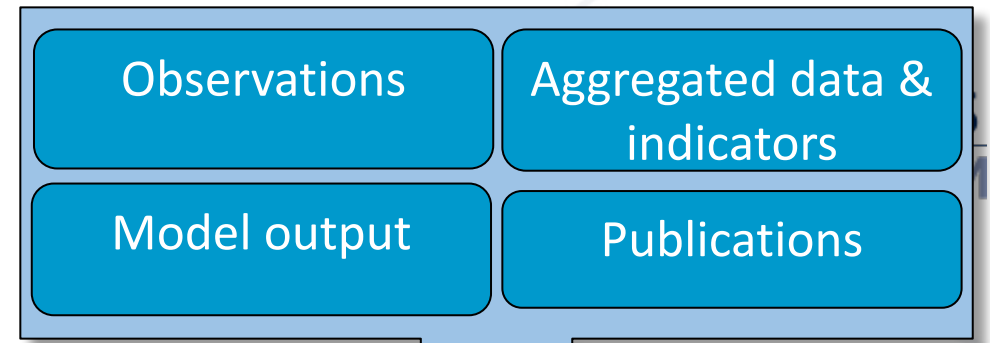 Observations
Aggregated data &
indicators
Model output
Publications